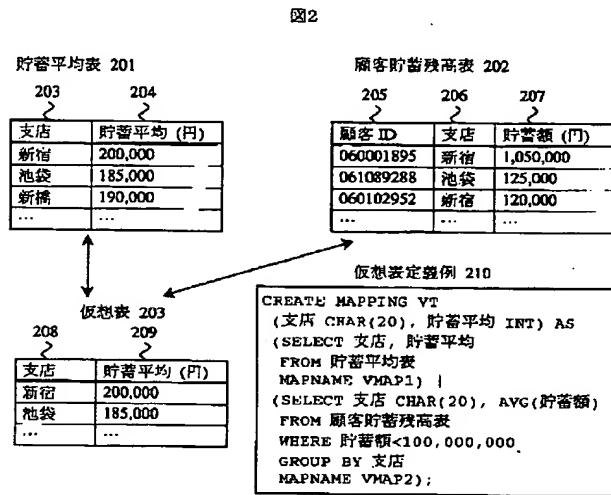 図2
貯蓄平均表 201
203 204
支店 貯蓄平均 (円)
新宿 200,000
池袋 185,000
新橋 190,000
… …
顧客貯蓄残高表 202
205 206 207
顧客 ID 支店 貯蓄額 (円)
060001895 新宿 1,050,000
061089288 池袋 125,000
060102952 新宿 120,000
… … …
仮想表 203
208 209
支店 貯蓄平均 (円)
新宿 200,000
池袋 185,000
… …
仮想表定義例 210
CREATE MAPPING VT
(支店 CHAR(20), 貯蓄平均 INT) AS
(SELECT 支店, 貯蓄平均
FROM 貯蓄平均表
MAPNAME VMAP1) |
(SELECT 支店 CHAR(20), AVG(貯蓄額)
FROM 顧客貯蓄残高表
WHERE 貯蓄額<100,000,000
GROUP BY 支店
MAPNAME VMAP2);